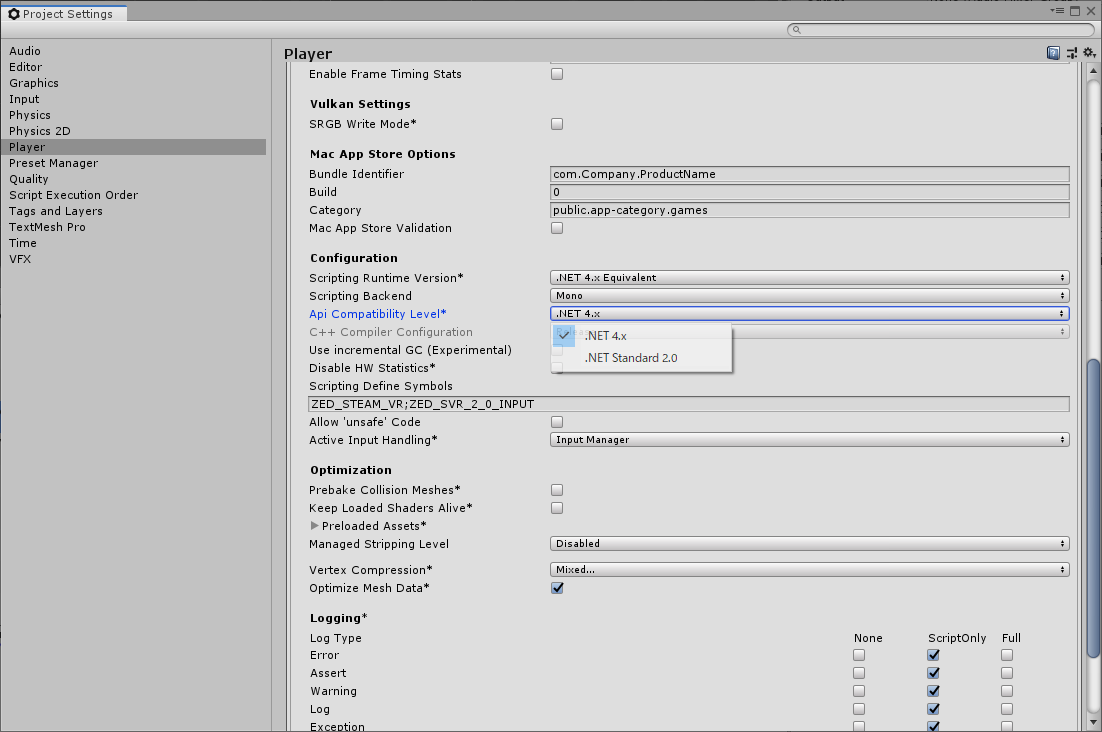 Project Settings
Audio
Editor
Graphics
Input
Physics
Physics 2D
Player
Preset Manager
Quality
Script Execution Order
Tags and Layers
TextMesh Pro
Time
VFX
Player
Enable Frame Timing Stats
Vulkan Settings
SRGB Write Mode*
Mac App Store Options
Bundle Identifier com.Company.ProductName
Build 0
Category public.app-category.games
Mac App Store Validation
Configuration
Scripting Runtime Version* .NET 4.x Equivalent
Scripting Backend Mono
Api Compatibility Level* .NET 4.x
C++ Compiler Configuration
.NET 4.x
Use incremental GC (Experimental)
.NET Standard 2.0
Disable HW Statistics*
Scripting Define Symbols
ZED_STEAM_VR;ZED_SVR_2_0_INPUT
Allow 'unsafe' Code
Active Input Handling* Input Manager
Optimization
Prebake Collision Meshes*
Keep Loaded Shaders Alive*
Preloaded Assets*
Managed Stripping Level Disabled
Vertex Compression* Mixed...
Optimize Mesh Data*
Logging*
Log Type None ScriptOnly Full
Error
Assert
Warning
Log
Exception